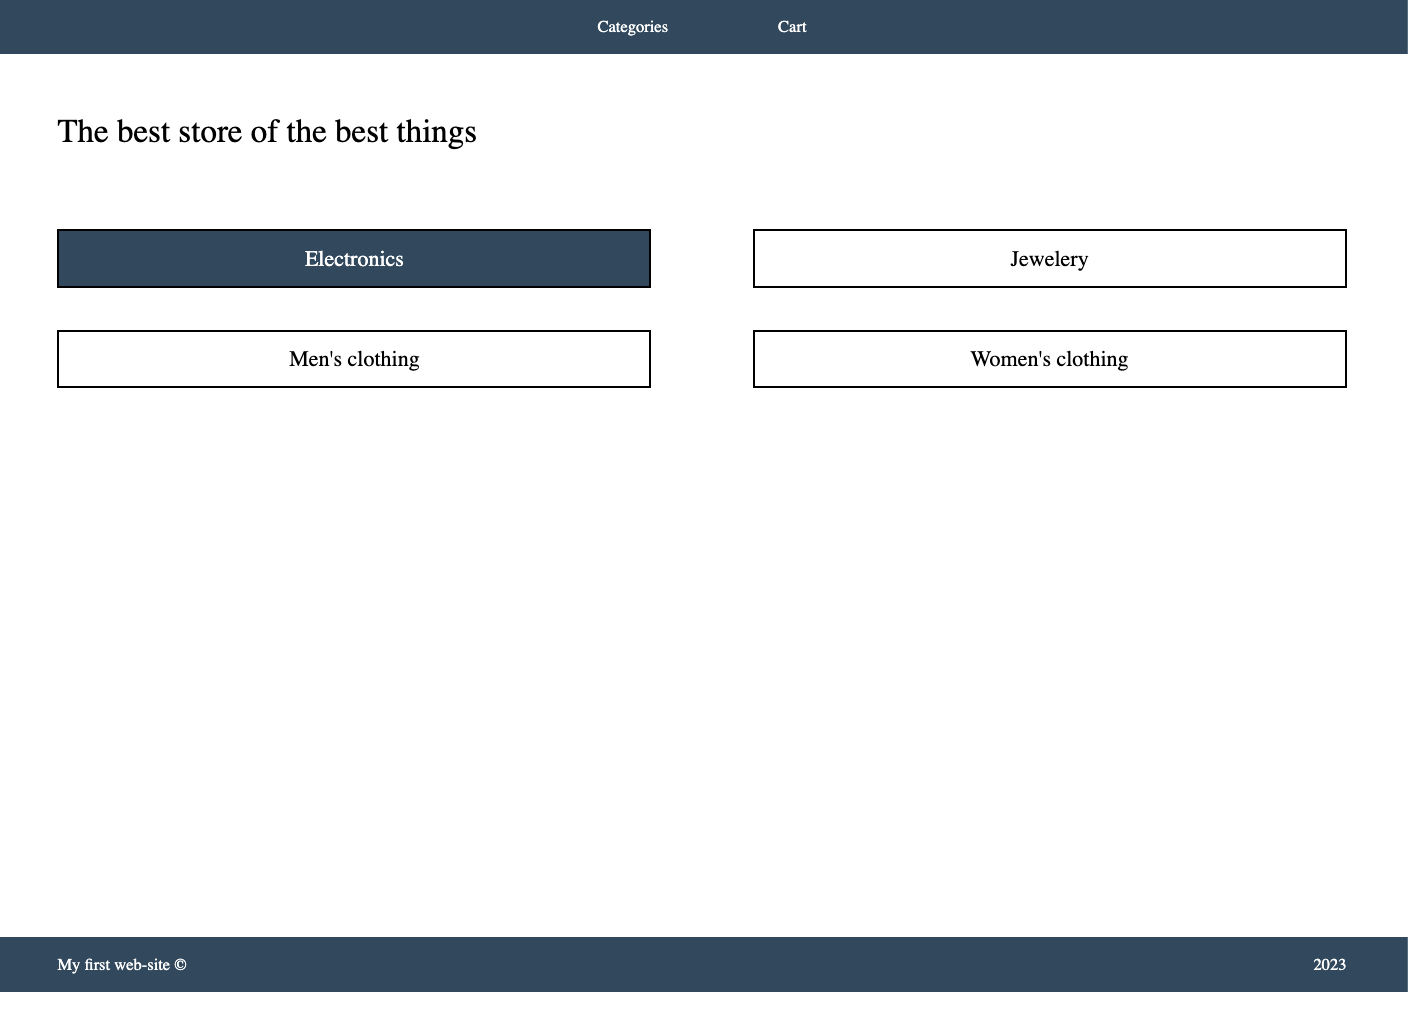 Categories Cart
The best store of the best things
Electronics Jewelery
Men's clothing Women's clothing
My first web-site © 2023